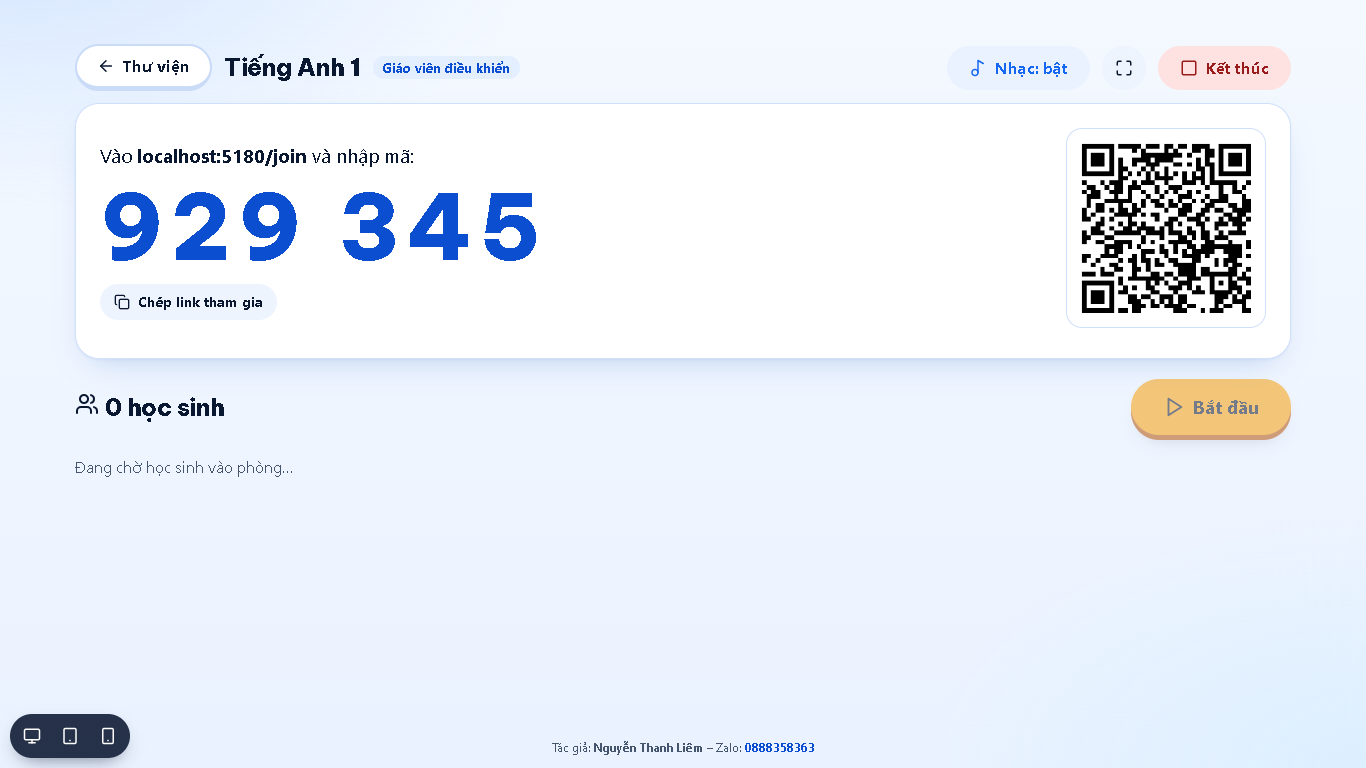 Thư viện
Tiếng Anh 1
Giáo viên điều khiển
Nhạc: bật
Kết thúc
Vào localhost:5180/join và nhập mã:
929 345
Chép link tham gia
0 học sinh
Bắt đầu
Đang chờ học sinh vào phòng...
Tác giả: Nguyễn Thanh Liêm – Zalo: 0888358363